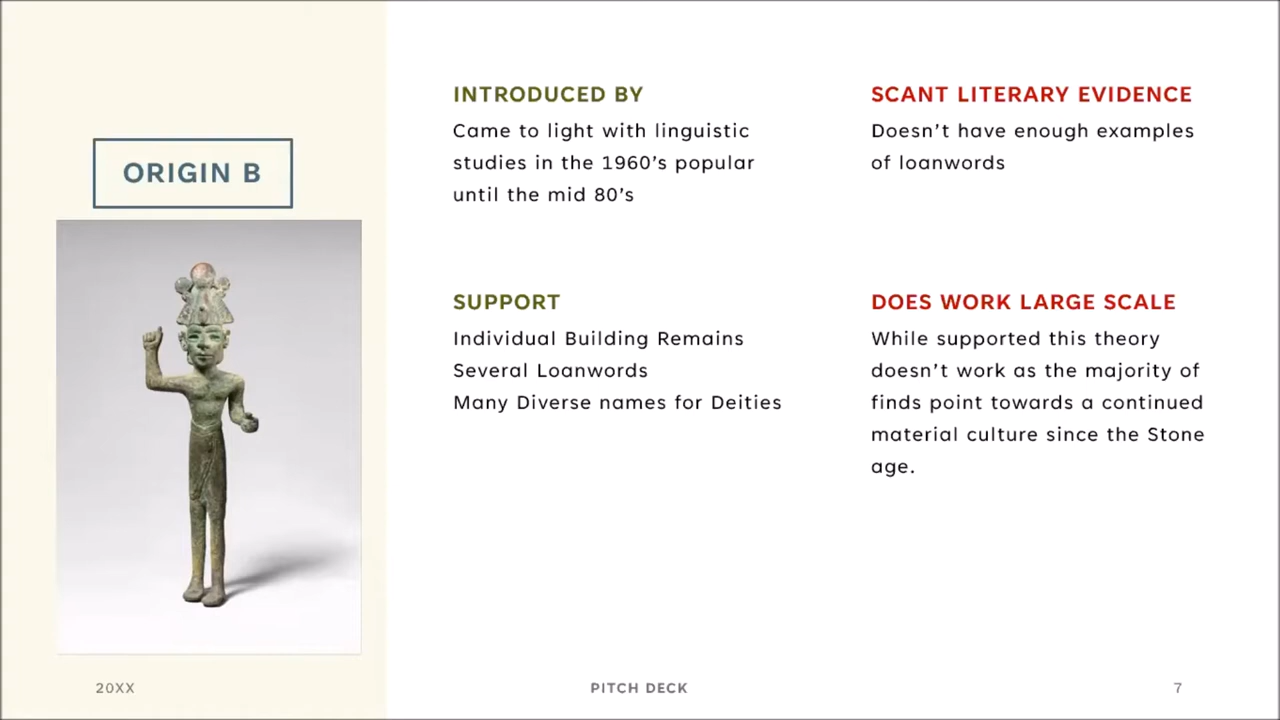 ORIGIN B
INTRODUCED BY
Came to light with linguistic
studies in the 1960’s popular
until the mid 80’s
SCANT LITERARY EVIDENCE
Doesn’t have enough examples
of loanwords
SUPPORT
Individual Building Remains
Several Loanwords
Many Diverse names for Deities
DOES WORK LARGE SCALE
While supported this theory
doesn’t work as the majority of
finds point towards a continued
material culture since the Stone
age.
20XX
PITCH DECK
7